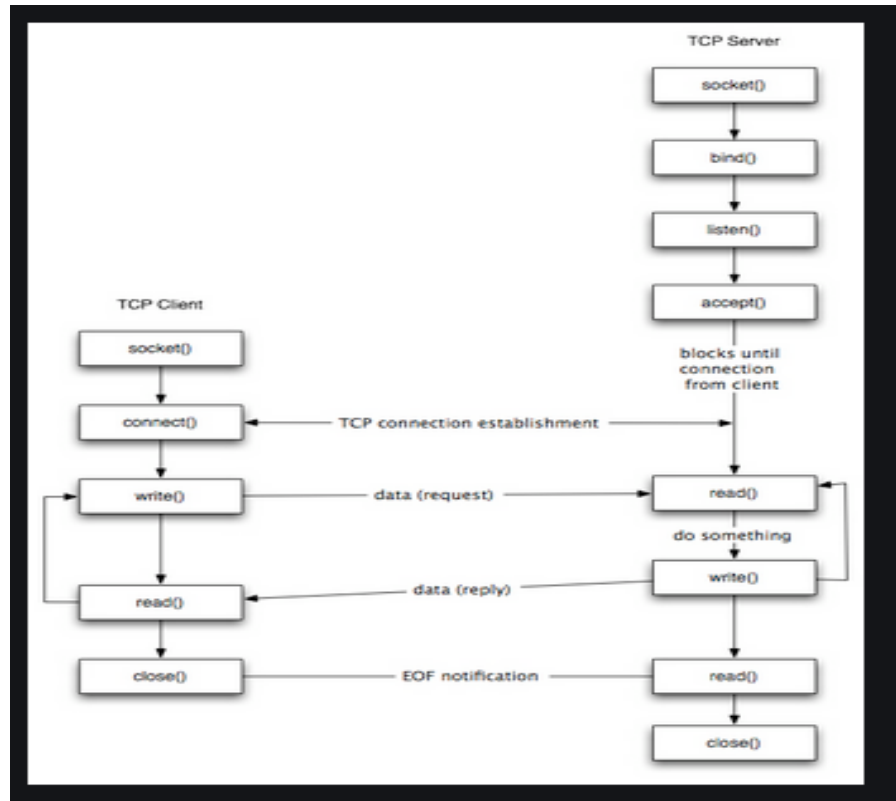 TCP Server
socket()
bind()
listen()
accept()
blocks until
connection
from client
TCP Client
socket()
connect()
TCP connection establishment
write()
data (request)
read()
do something
write()
data (reply)
read()
close()
EOF notification
read()
close()